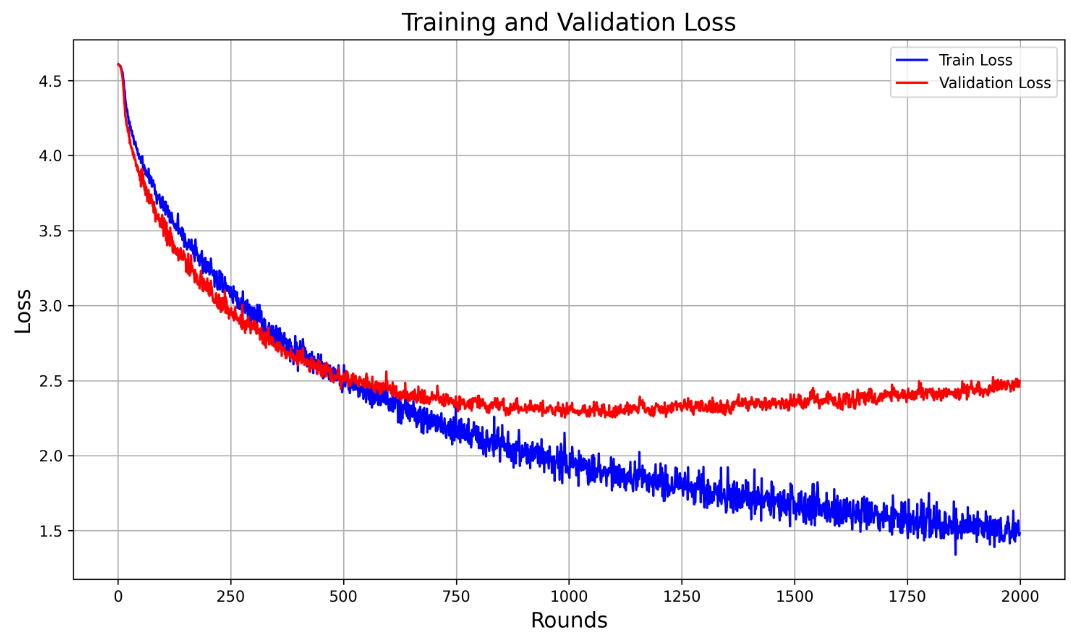 Training and Validation Loss
Train Loss
Validation Loss
4.5
4.0
3.5
3.0
2.5
2.0
1.5
Loss
0 250 500 750 1000 1250 1500 1750 2000
Rounds